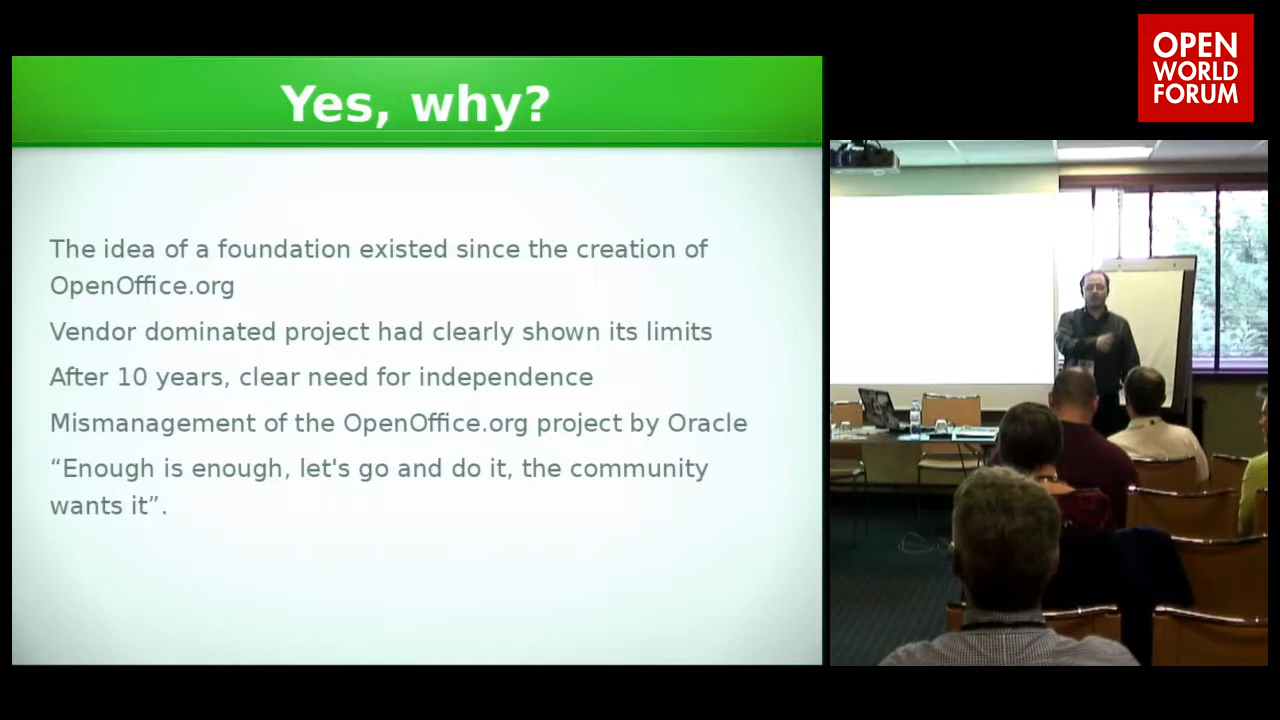 Yes, why?
The idea of a foundation existed since the creation of
OpenOffice.org
Vendor dominated project had clearly shown its limits
After 10 years, clear need for independence
Mismanagement of the OpenOffice.org project by Oracle
“Enough is enough, let's go and do it, the community
wants it”.
OPEN
WORLD
FORUM